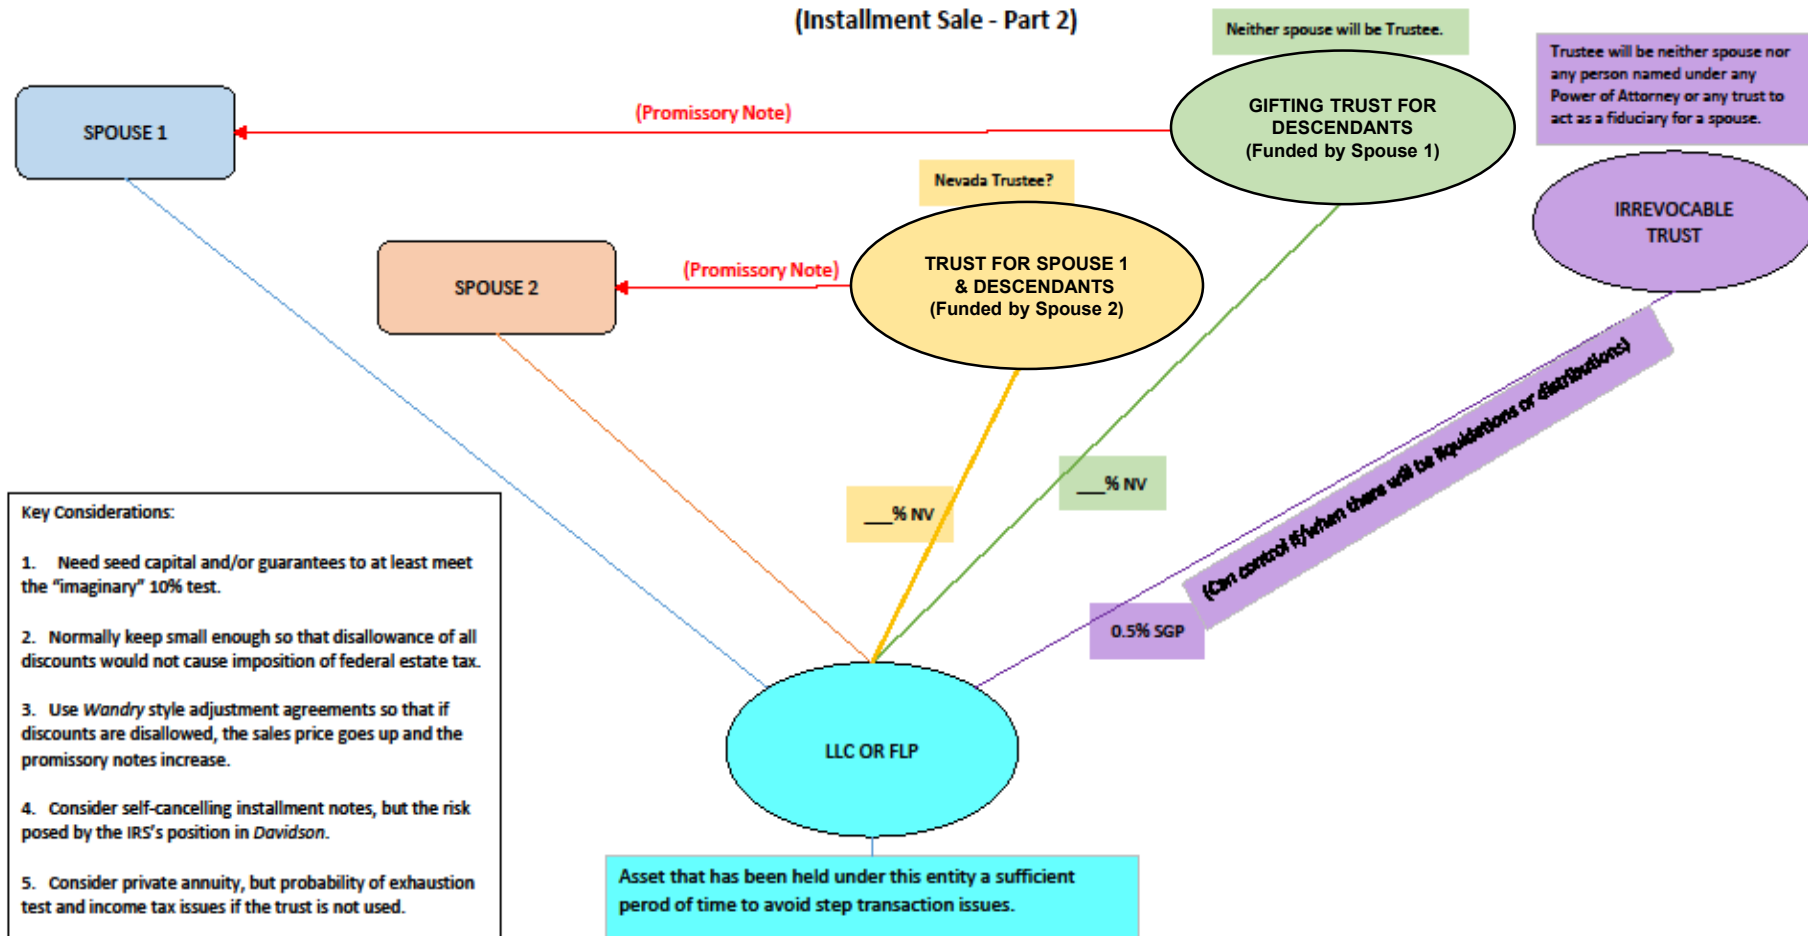 (Installment Sale - Part 2)
Neither spouse will be Trustee.
Trustee will be neither spouse nor
any person named under any
Power of Attorney or any trust to
act as a fiduciary for a spouse.
SPOUSE 1
(Promissory Note)
GIFTING TRUST FOR
DESCENDANTS
(Funded by Spouse 1)
Nevada Trustee?
IRREVOCABLE
TRUST
SPOUSE 2
(Promissory Note)
TRUST FOR SPOUSE 1
& DESCENDANTS
(Funded by Spouse 2)
(Can control if/when there will be liquidations or distributions)
___% NV
___% NV
0.5% SGP
Key Considerations:
1. Need seed capital and/or guarantees to at least meet
the “imaginary” 10% test.
2. Normally keep small enough so that disallowance of all
discounts would not cause imposition of federal estate tax.
3. Use Wandry style adjustment agreements so that if
discounts are disallowed, the sales price goes up and the
promissory notes increase.
4. Consider self-cancelling installment notes, but the risk
posed by the IRS’s position in Davidson.
5. Consider private annuity, but probability of exhaustion
test and income tax issues if the trust is not used.
LLC OR FLP
Asset that has been held under this entity a sufficient
perod of time to avoid step transaction issues.